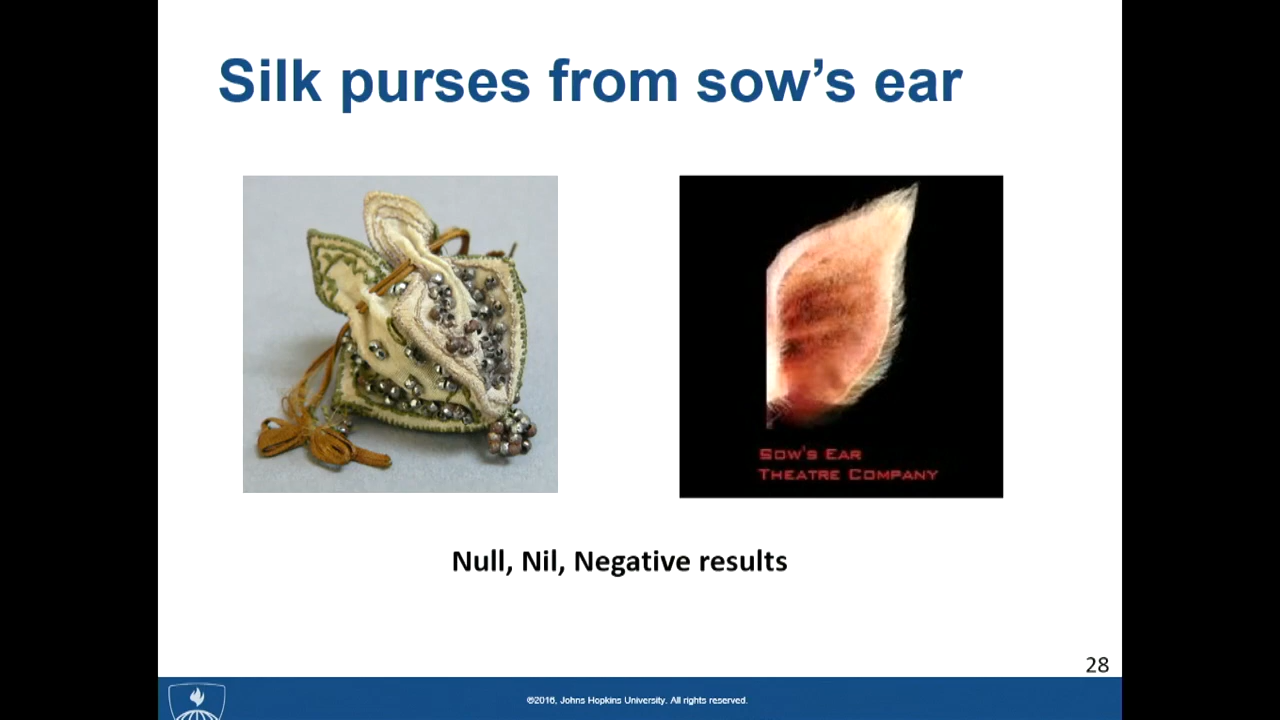 Silk purses from sow’s ear
SOW'S EAR
THEATRE COMPANY
Null, Nil, Negative results
28
©2016, Johns Hopkins University. All rights reserved.